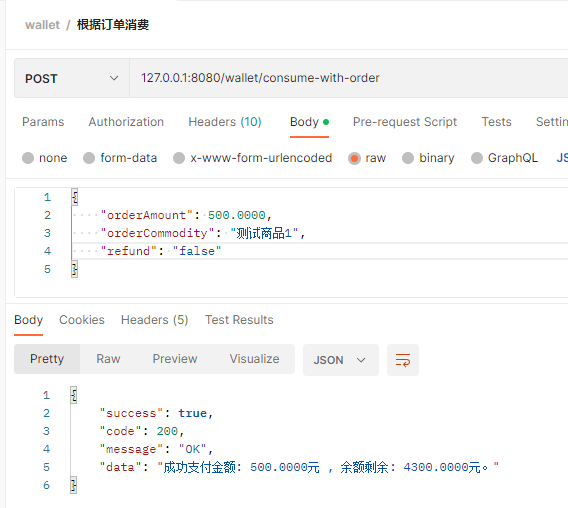 wallet / 根据订单消费
POST 127.0.0.1:8080/wallet/consume-with-order
Params Authorization Headers (10) Body Pre-request Script Tests Settin
none form-data x-www-form-urlencoded raw binary GraphQL JS
1 {
2 "orderAmount": 500.0000,
3 "orderCommodity": "测试商品1",
4 "refund": "false"
5 }
Body Cookies Headers (5) Test Results
Pretty Raw Preview Visualize JSON
1 {
2 "success": true,
3 "code": 200,
4 "message": "OK",
5 "data": "成功支付金额: 500.0000元 , 余额剩余: 4300.0000元。"
6 }